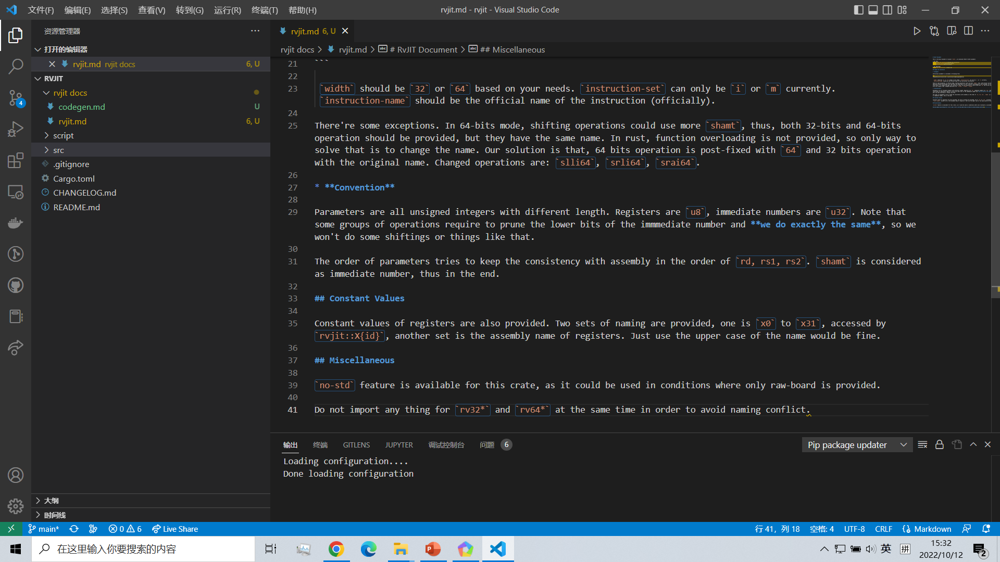 文件(F) 编辑(E) 选择(S) 查看(V) 转到(G) 运行(R) 终端(T) 帮助(H) rvjit.md - rvjit - Visual Studio Code
资源管理器
打开的编辑器
rvjit.md rvjit docs 6, U
RVJIT
rvjit docs
codegen.md U
rvjit.md 6, U
script
src
.gitignore
Cargo.toml
CHANGELOG.md
README.md
大纲
时间线
4
rvjit.md 6, U
rvjit docs > rvjit.md > # RvJIT Document > ## Miscellaneous
21 ```
22
23 `width` should be `32` or `64` based on your needs. `instruction-set` can only be `i` or `m` currently.
`instruction-name` should be the official name of the instruction (officially).
24
25 There're some exceptions. In 64-bits mode, shifting operations could use more `shamt`, thus, both 32-bits and 64-bits
operation should be provided, but they have the same name. In rust, function overloading is not provided, so only way to
solve that is to change the name. Our solution is that, 64 bits operation is post-fixed with `64` and 32 bits operation
with the original name. Changed operations are: `slli64`, `srli64`, `srai64`.
26
27 * **Convention**
28
29 Parameters are all unsigned integers with different length. Registers are `u8`, immediate numbers are `u32`. Note that
some groups of operations require to prune the lower bits of the immmediate number and **we do exactly the same**, so we
won't do some shiftings or things like that.
30
31 The order of parameters tries to keep the consistency with assembly in the order of `rd, rs1, rs2`. `shamt` is considered
as immediate number, thus in the end.
32
33 ## Constant Values
34
35 Constant values of registers are also provided. Two sets of naming are provided, one is `x0` to `x31`, accessed by
`rvjit::X{id}`, another set is the assembly name of registers. Just use the upper case of the name would be fine.
36
37 ## Miscellaneous
38
39 `no-std` feature is available for this crate, as it could be used in conditions where only raw-board is provided.
40
41 Do not import any thing for `rv32*` and `rv64*` at the same time in order to avoid naming conflict.
输出 终端 GITLENS JUPYTER 调试控制台 问题 6 Pip package updater
Loading configuration....
Done loading configuration
main* 0 6 Live Share 行 41, 列 18 空格: 4 UTF-8 CRLF Markdown
在这里输入你要搜索的内容
英 拼 15:32
2022/10/12
2